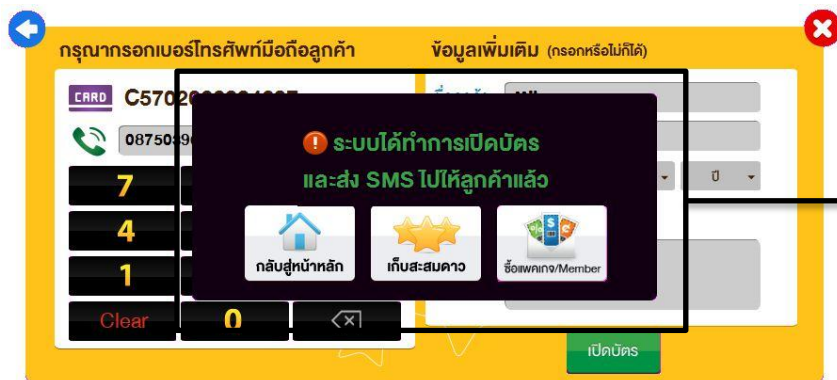 กรุณากรอกเบอร์โทรศัพท์มือถือลูกค้า
ข้อมูลเพิ่มเติม (กรอกหรือไม่ก็ได้)
CARD C5702
08750
ระบบได้ทำการเปิดบัตร
และส่ง SMS ไปให้ลูกค้าแล้ว
ปี
7
4
1
กลับสู่หน้าหลัก
เก็บสะสมดาว
ซื้อแพคเกจ/Member
Clear 0
เปิดบัตร